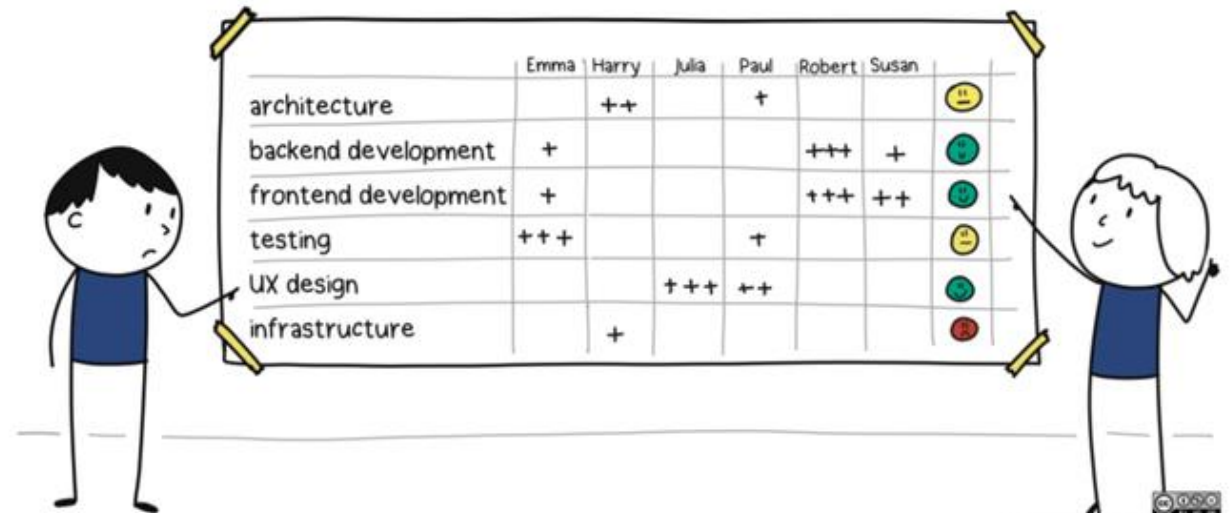 Emma Harry Julia Paul Robert Susan
architecture ++ +
backend development + +++ +
frontend development + +++ ++
testing +++ +
UX design +++ ++
infrastructure +